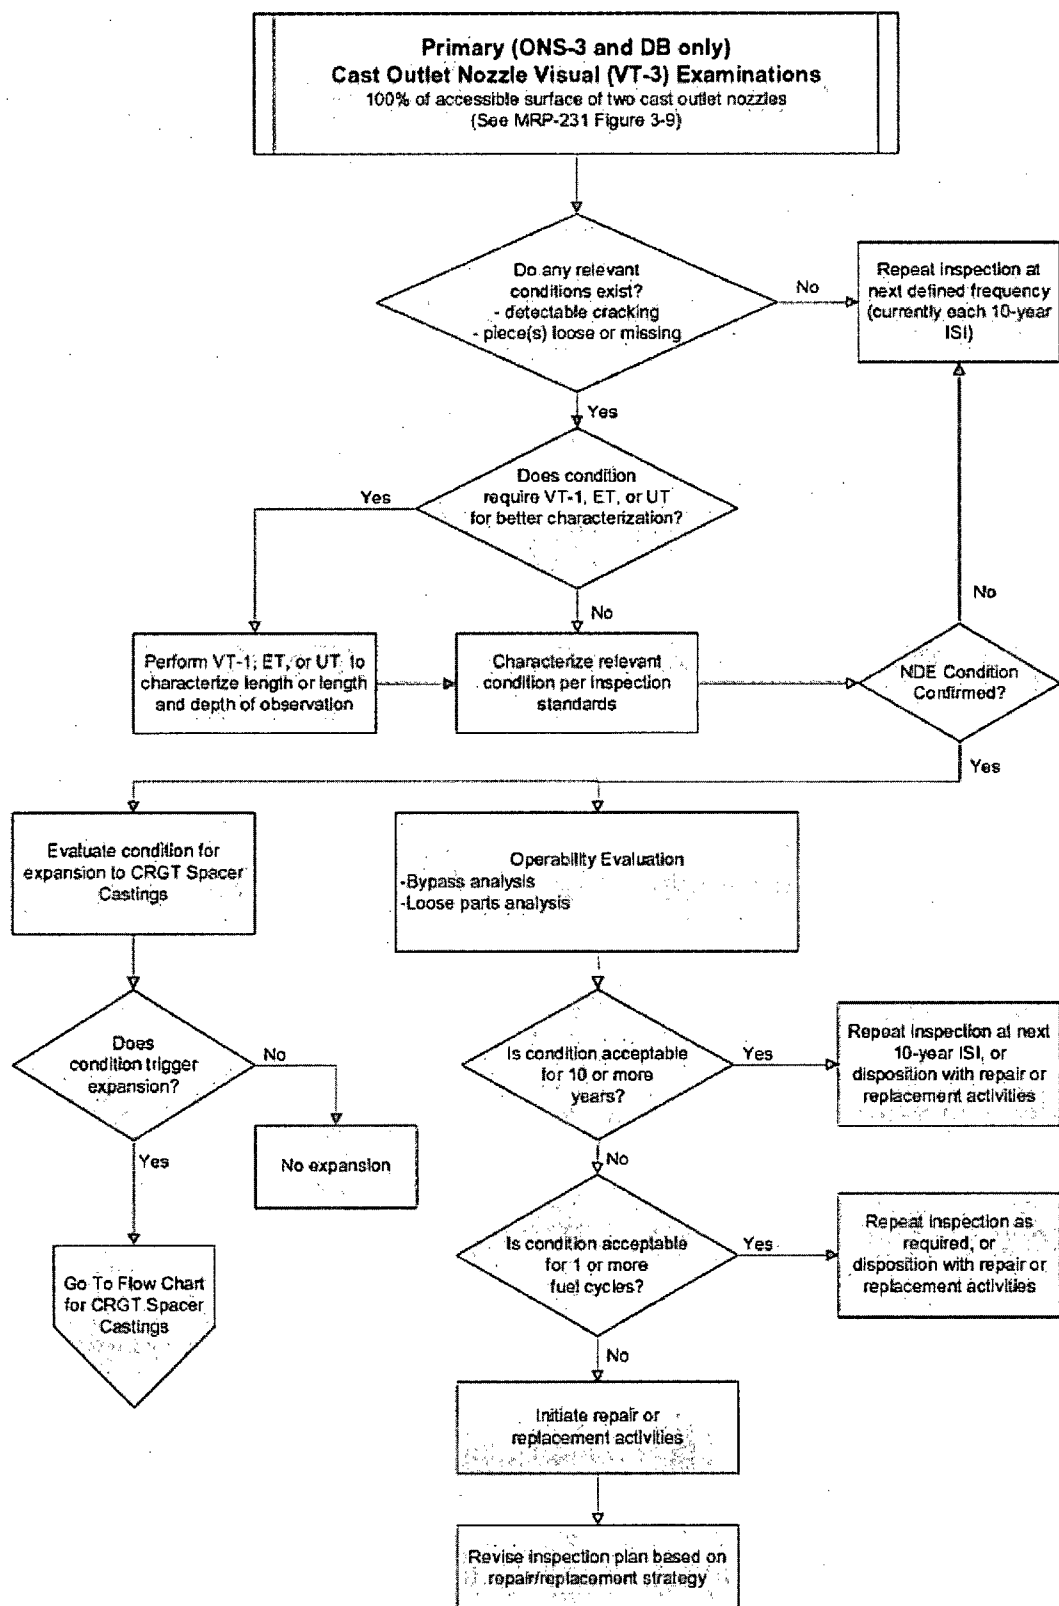 Primary (ONS-3 and DB only)
Cast Outlet Nozzle Visual (VT-3) Examinations
100% of accessible surface of two cast outlet nozzles
(See MRP-231 Figure 3-9)
Do any relevant
conditions exist?
- detectable cracking
- piece(s) loose or missing
No
Repeat inspection at
next defined frequency
(currently each 10-year
ISI)
Yes
Does condition
require VT-1, ET, or UT
for better characterization?
Yes
No
No
Perform VT-1, ET, or UT to
characterize length or length
and depth of observation
Characterize relevant
condition per inspection
standards
NDE Condition
Confirmed?
Yes
Evaluate condition for
expansion to CRGT Spacer
Castings
Operability Evaluation
-Bypass analysis
-Loose parts analysis
Does
condition trigger
expansion?
No
Is condition acceptable
for 10 or more
years?
Yes
Repeat inspection at next
10-year ISI, or
disposition with repair or
replacement activities
Yes
No expansion
No
Go To Flow Chart
for CRGT Spacer
Castings
Is condition acceptable
for 1 or more
fuel cycles?
Yes
Repeat inspection as
required, or
disposition with repair or
replacement activities
No
Initiate repair or
replacement activities
Revise inspection plan based on
repair/replacement strategy